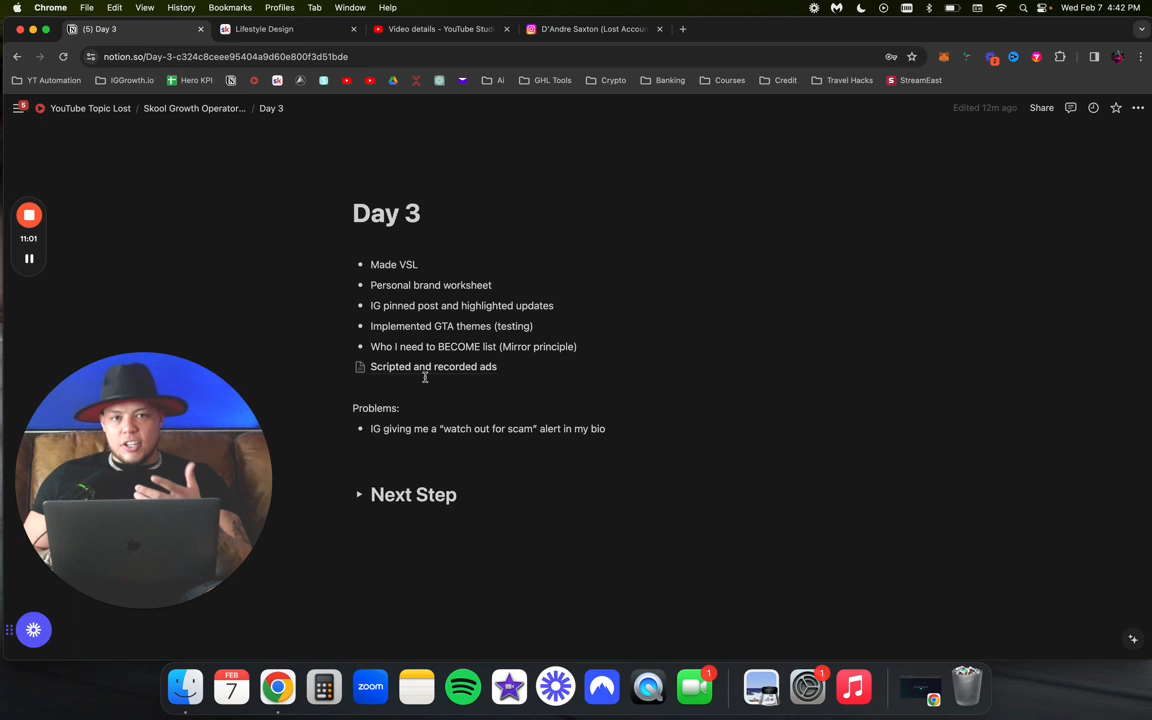 Chrome File Edit View History Bookmarks Profiles Tab Window Help
Wed Feb 7 4:42 PM
(5) Day 3
Lifestyle Design
Video details - YouTube Stud
D'Andre Saxton (Lost Accoun
notion.so/Day-3-c324c8ceee95404a9d60e800f3d51bde
YT Automation IGGrowth.io Hero KPI Ai GHL Tools Crypto Banking Courses Credit Travel Hacks StreamEast
YouTube Topic Lost / Skool Growth Operator... / Day 3
Edited 12m ago Share
Day 3
Made VSL
Personal brand worksheet
IG pinned post and highlighted updates
Implemented GTA themes (testing)
Who I need to BECOME list (Mirror principle)
Scripted and recorded ads
Problems:
IG giving me a “watch out for scam” alert in my bio
Next Step
11:01
FEB
7
zoom
1
1